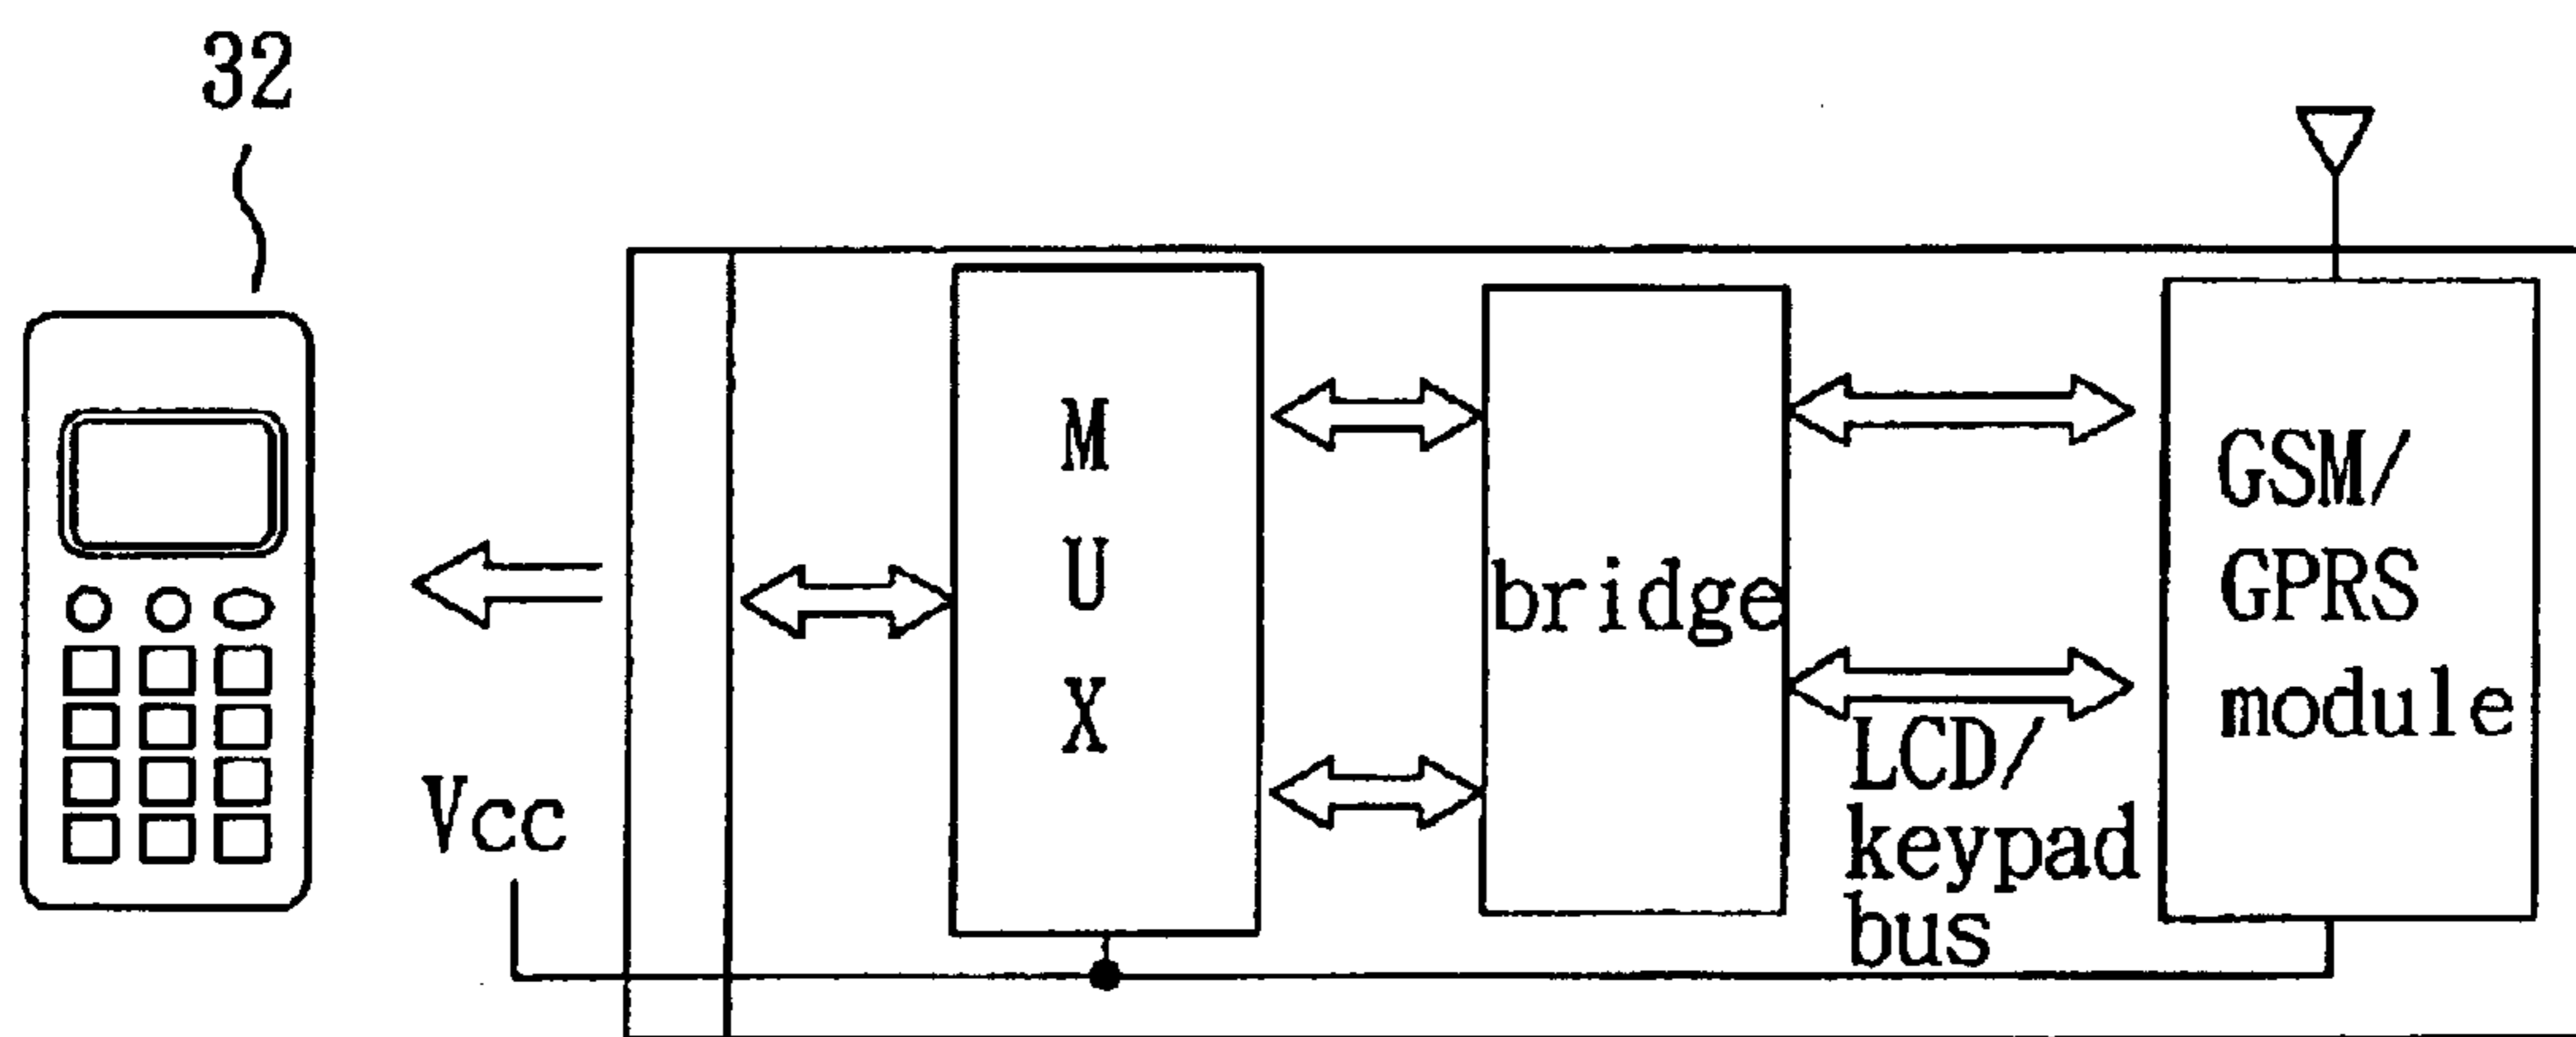 32
M
U
X
bridge
GSM/
GPRS
module
LCD/
keypad
bus
Vcc